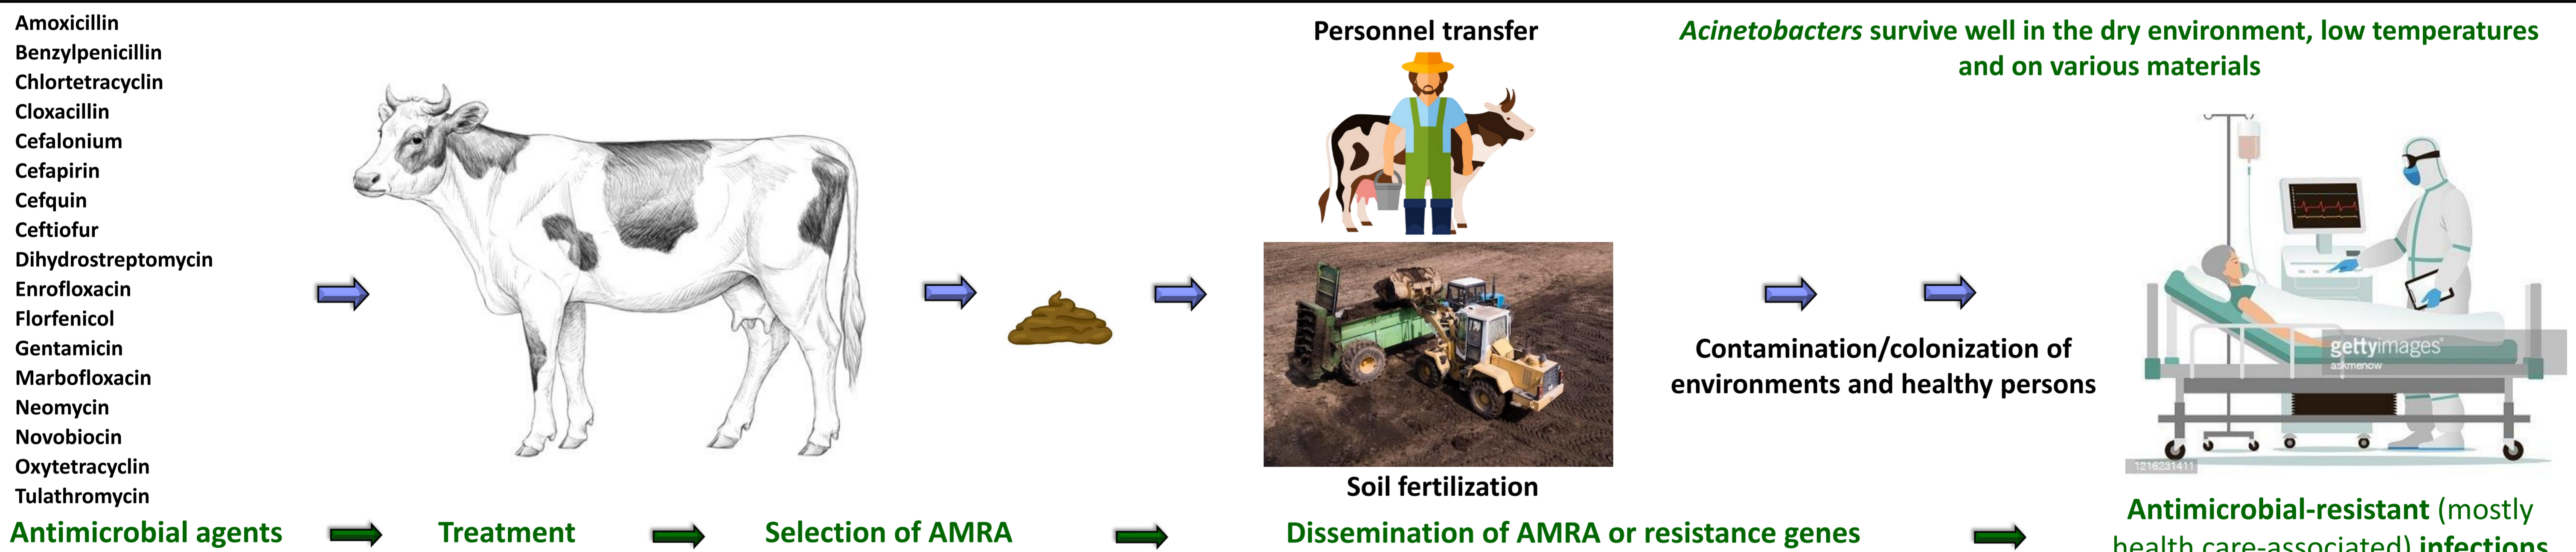 Amoxicillin
Benzylpenicillin
Chlortetracyclin
Cloxacillin
Cefalonium
Cefapirin
Cefquin
Ceftiofur
Dihydrostreptomycin
Enrofloxacin
Florfenicol
Gentamicin
Marbofloxacin
Neomycin
Novobiocin
Oxytetracyclin
Tulathromycin
Personnel transfer
Soil fertilization
Acinetobacters survive well in the dry environment, low temperatures
and on various materials
Contamination/colonization of
environments and healthy persons
gettyimages®
askmenow
1216231411
Antimicrobial agents
Treatment
Selection of AMRA
Dissemination of AMRA or resistance genes
Antimicrobial-resistant (mostly
health care-associated) infections